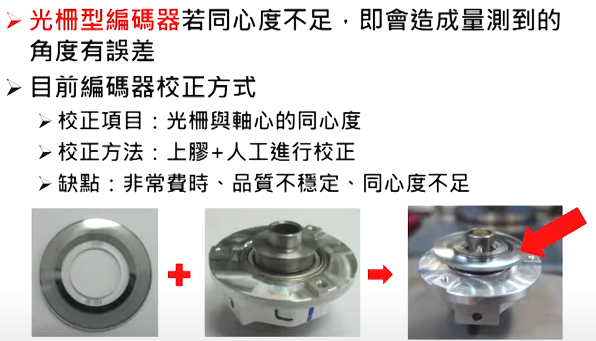 光柵型編碼器若同心度不足，即會造成量測到的
角度有誤差
目前編碼器校正方式
校正項目：光柵與軸心的同心度
校正方法：上膠+人工進行校正
缺點：非常費時、品質不穩定、同心度不足